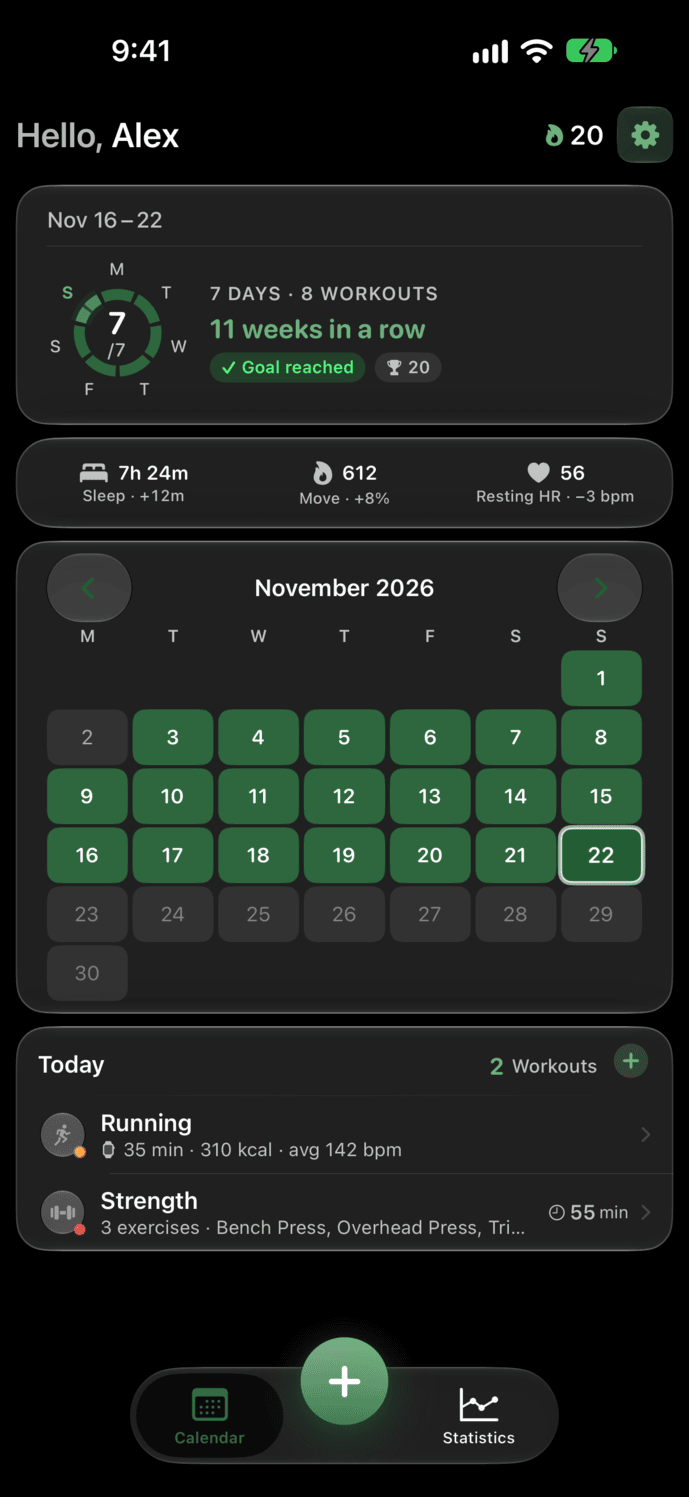 9:41
Hello, Alex
20
Nov 16–22
M
S T
S W
F T
7
/7
7 DAYS · 8 WORKOUTS
11 weeks in a row
Goal reached 20
7h 24m
Sleep · +12m
612
Move · +8%
56
Resting HR · −3 bpm
November 2026
M T W T F S S
1
2 3 4 5 6 7 8
9 10 11 12 13 14 15
16 17 18 19 20 21 22
23 24 25 26 27 28 29
30
Today 2 Workouts
Running
35 min · 310 kcal · avg 142 bpm
Strength
3 exercises · Bench Press, Overhead Press, Tri...
55 min
Calendar
Statistics